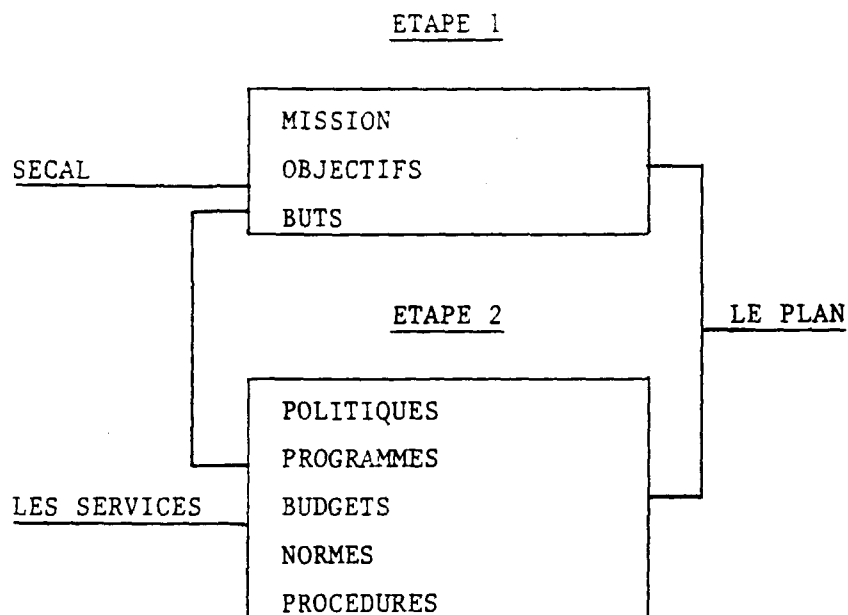 ETAPE 1
MISSION
SECAL
OBJECTIFS
BUTS
ETAPE 2
LE PLAN
POLITIQUES
PROGRAMMES
LES SERVICES
BUDGETS
NORMES
PROCEDURES